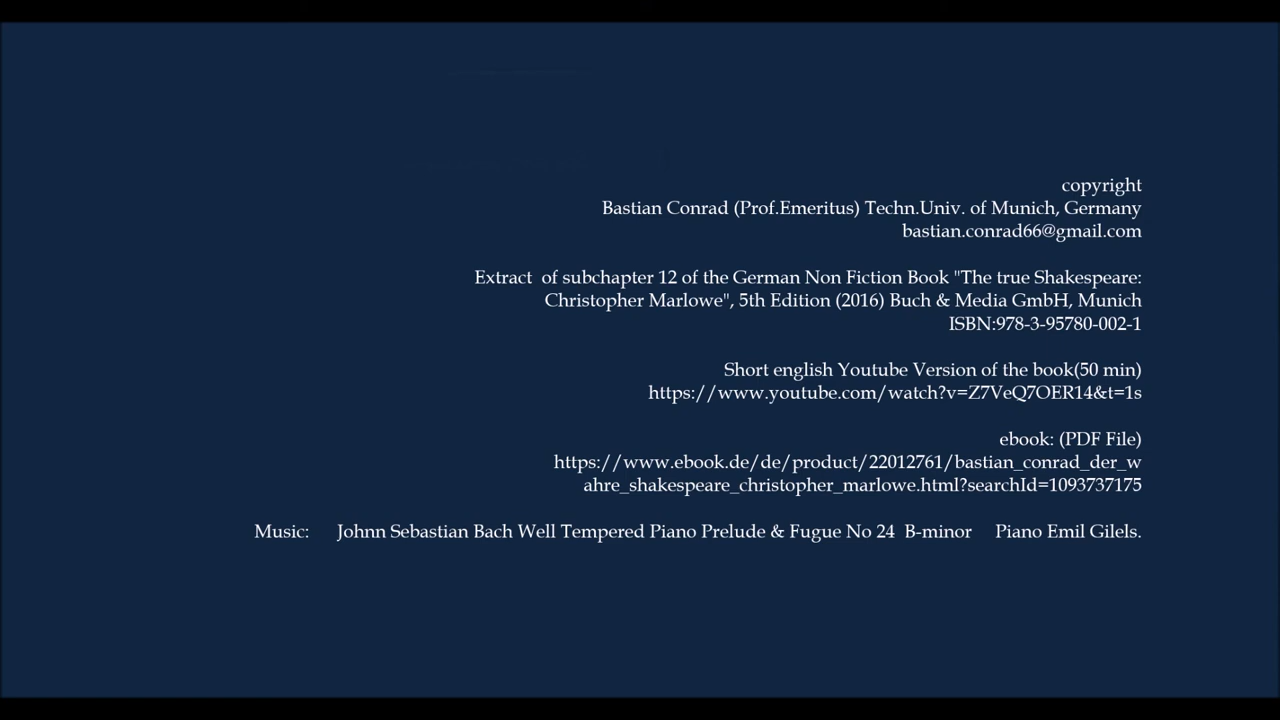 copyright
Bastian Conrad (Prof.Emeritus) Techn.Univ. of Munich, Germany
bastian.conrad66@gmail.com
Extract of subchapter 12 of the German Non Fiction Book "The true Shakespeare:
Christopher Marlowe", 5th Edition (2016) Buch & Media GmbH, Munich
ISBN:978-3-95780-002-1
Short english Youtube Version of the book(50 min)
https://www.youtube.com/watch?v=Z7VeQ7OER14&t=1s
ebook: (PDF File)
https://www.ebook.de/de/product/22012761/bastian_conrad_der_w
ahre_shakespeare_christopher_marlowe.html?searchId=1093737175
Music: Johnn Sebastian Bach Well Tempered Piano Prelude & Fugue No 24 B-minor Piano Emil Gilels.